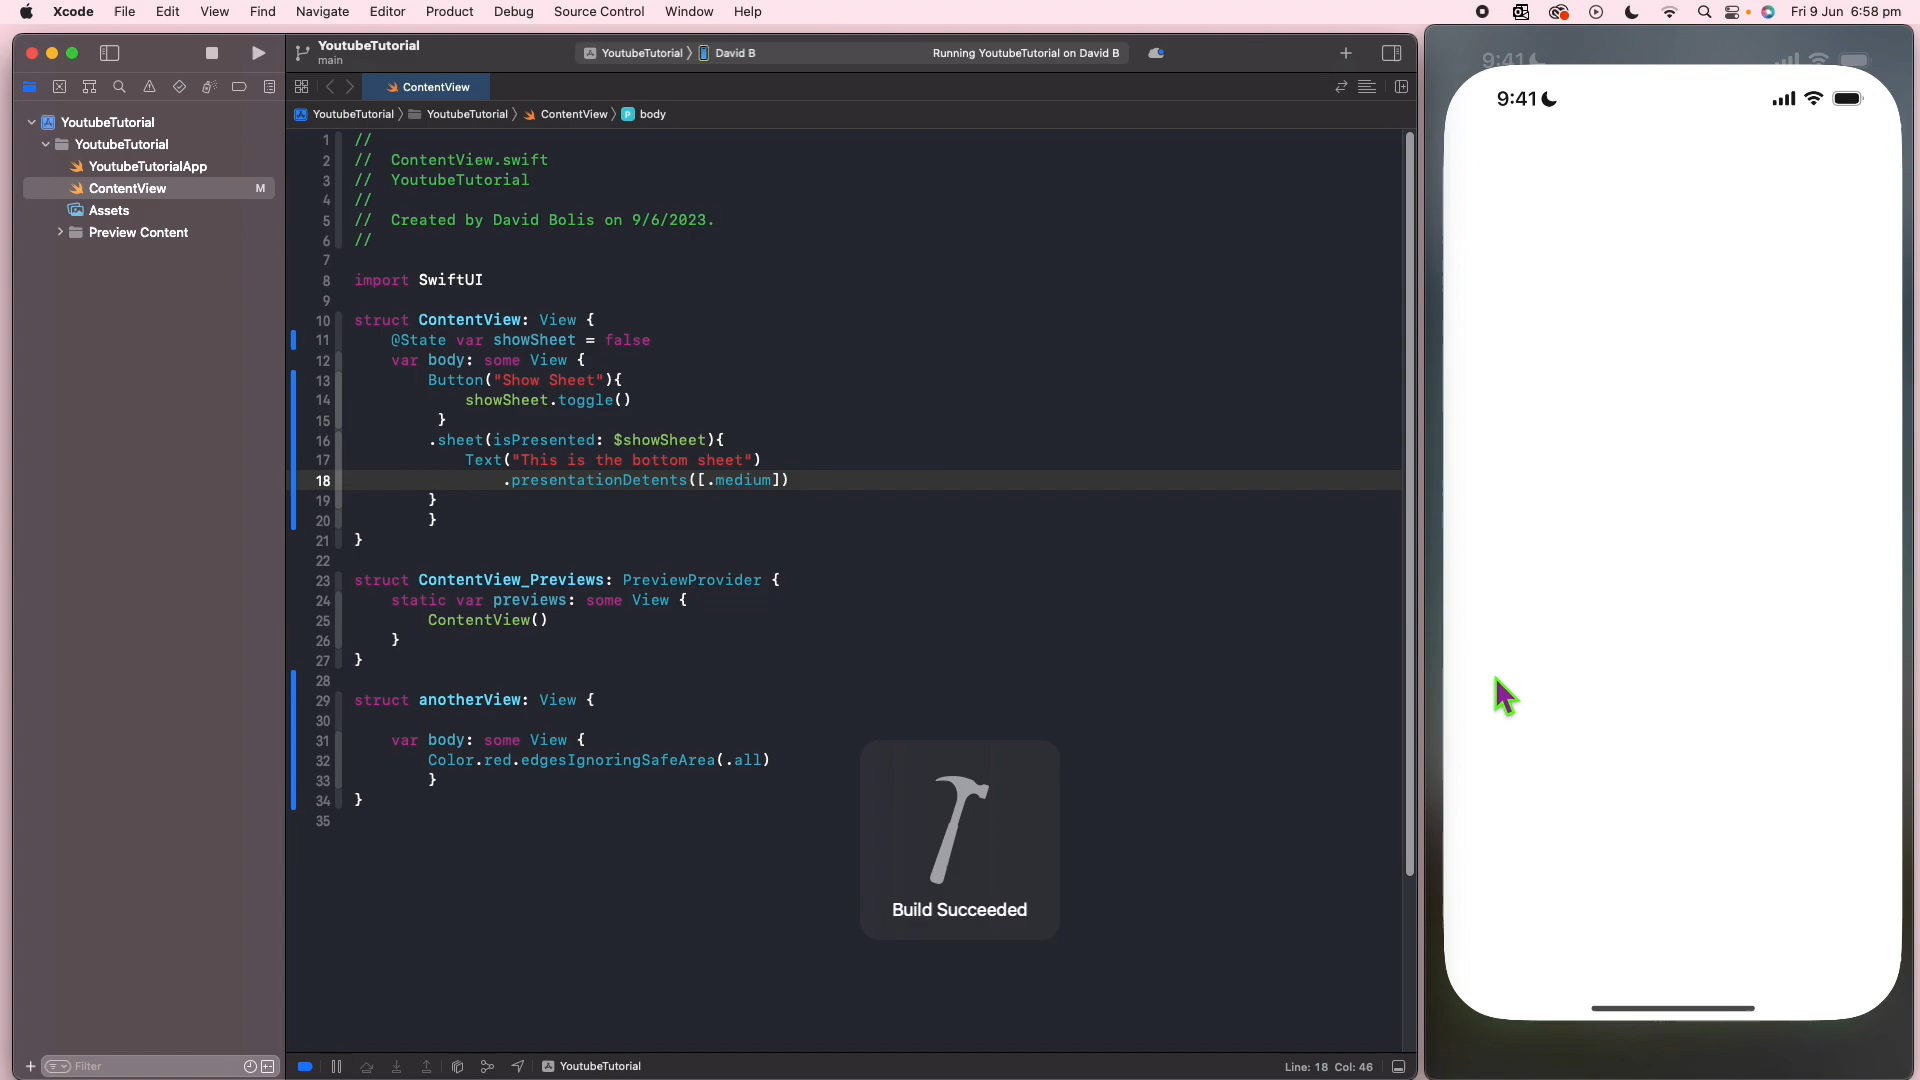 Xcode File Edit View Find Navigate Editor Product Debug Source Control Window Help Fri 9 Jun 6:58 pm
YoutubeTutorial
main
YoutubeTutorial David B Running YoutubeTutorial on David B
ContentView
YoutubeTutorial YoutubeTutorial ContentView body
YoutubeTutorial
YoutubeTutorial
YoutubeTutorialApp
ContentView M
Assets
Preview Content
1 //
2 // ContentView.swift
3 // YoutubeTutorial
4 //
5 // Created by David Bolis on 9/6/2023.
6 //
7
8 import SwiftUI
9
10 struct ContentView: View {
11 @State var showSheet = false
12 var body: some View {
13 Button("Show Sheet"){
14 showSheet.toggle()
15 }
16 .sheet(isPresented: $showSheet){
17 Text("This is the bottom sheet")
18 .presentationDetents([.medium])
19 }
20 }
21 }
22
23 struct ContentView_Previews: PreviewProvider {
24 static var previews: some View {
25 ContentView()
26 }
27 }
28
29 struct anotherView: View {
30
31 var body: some View {
32 Color.red.edgesIgnoringSafeArea(.all)
33 }
34 }
35
Build Succeeded
Filter
YoutubeTutorial
Line: 18 Col: 46
9:41
9:41